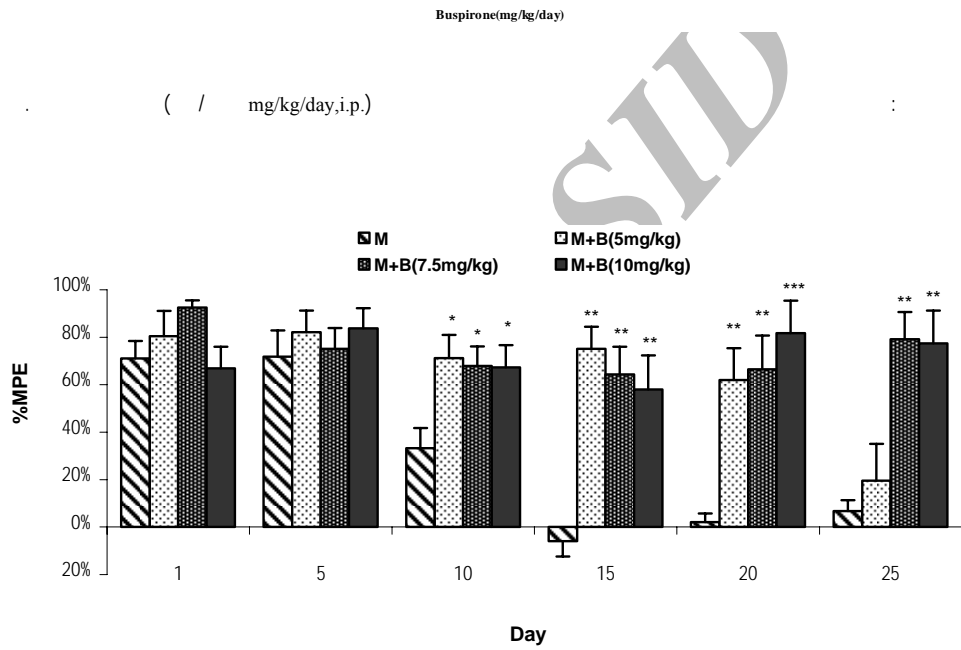 Buspirone(mg/kg/day)
. ( / mg/kg/day,i.p.) :
SID
M M+B(5mg/kg)
M+B(7.5mg/kg) M+B(10mg/kg)
100%
80%
60%
40%
20%
0%
20%
%MPE
* * *
** ** **
** ** ***
** **
1 5 10 15 20 25
Day